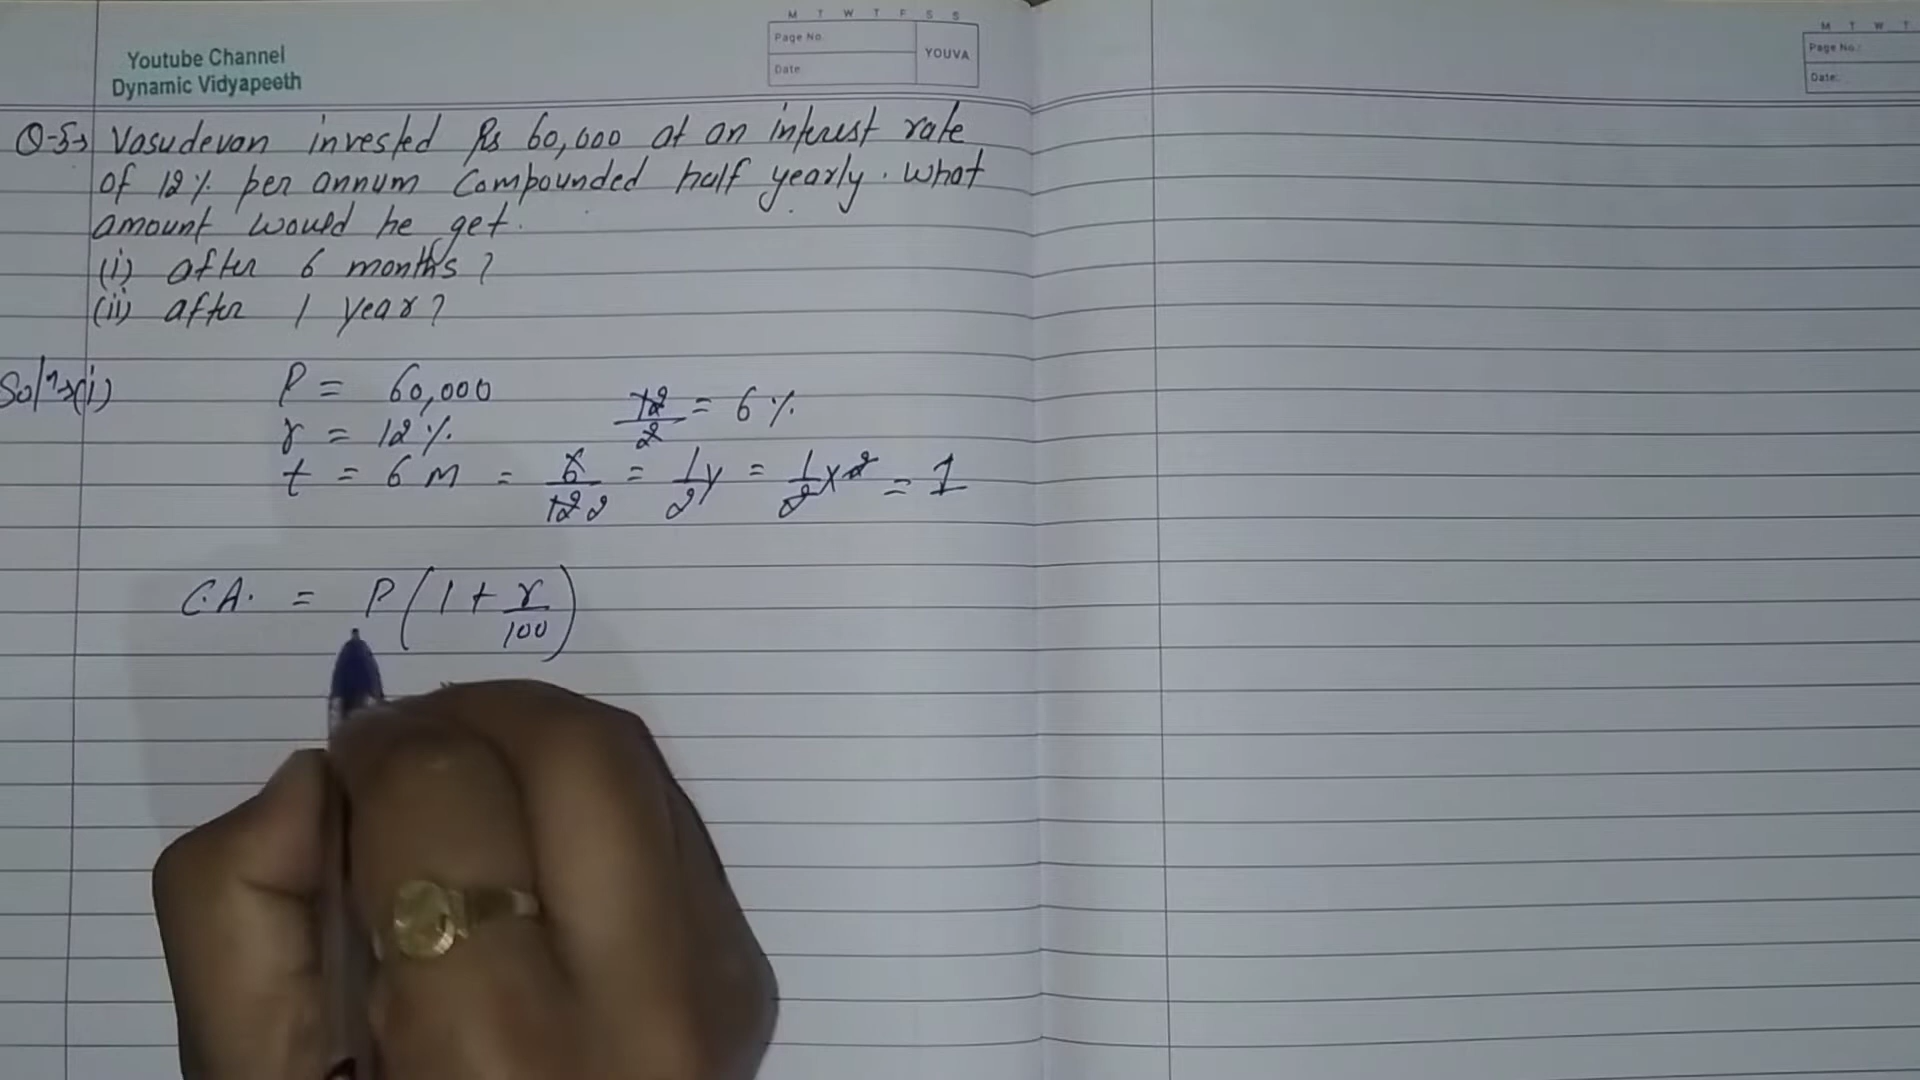 M T W T F S S
Page No.
YOUVA
Date
M T W T
Page No.:
Date:
Youtube Channel
Dynamic Vidyapeeth
Q-5→ Vasudevan invested Rs 60,000 at an interest rate
of 12% per annum compounded half yearly. What
amount would he get.
(i) after 6 months?
(ii) after 1 year?
Solⁿ→(i) P = 60,000 12/2 = 6%
r = 12%
t = 6 M = 6/12 2 = 1/2 y = 1/2 x 2 = 1
C.A. = P(1 + r/100)